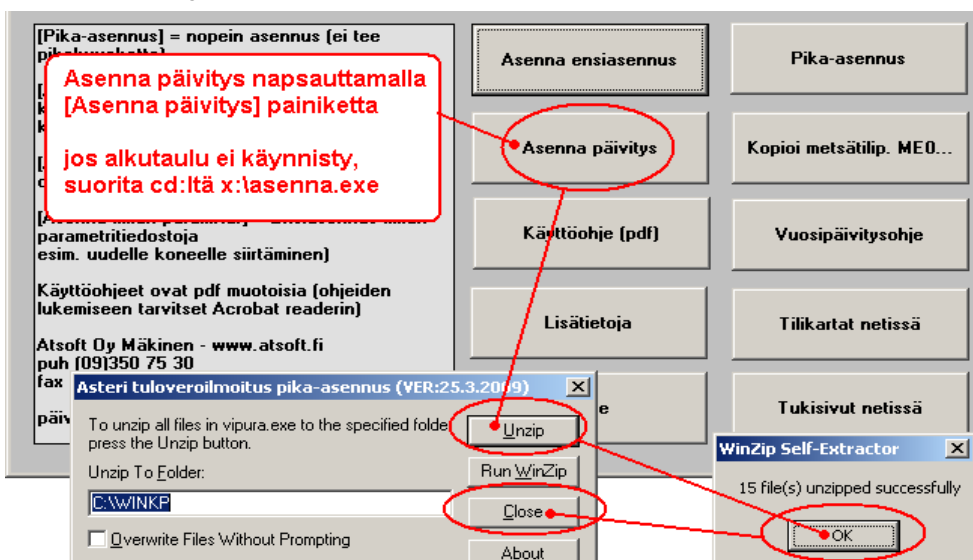 [Pika-asennus] = nopein asennus (ei tee
Asenna päivitys napsauttamalla
[Asenna päivitys] painiketta
jos alkutaulu ei käynnisty,
suorita cd:ltä x:\asenna.exe
parametritiedostoja
esim. uudelle koneelle siirtäminen)
Käyttöohjeet ovat pdf muotoisia (ohjeiden
lukemiseen tarvitset Acrobat readerin)
Atsoft Oy Mäkinen - www.atsoft.fi
puh (09)350 75 30
fax
Asenna ensiasennus
Pika-asennus
Asenna päivitys
Kopioi metsätilip. ME0...
Käyttöohje (pdf)
Vuosipäivitysohje
Lisätietoja
Tilikartat netissä
Tukisivut netissä
Asteri tuloveroilmoitus pika-asennus (VER:25.3.2009)
To unzip all files in vipura.exe to the specified folde
press the Unzip button.
Unzip To Folder:
C:\WINKP
Overwrite Files Without Prompting
Unzip
Run WinZip
Close
About
WinZip Self-Extractor
15 file(s) unzipped successfully
OK